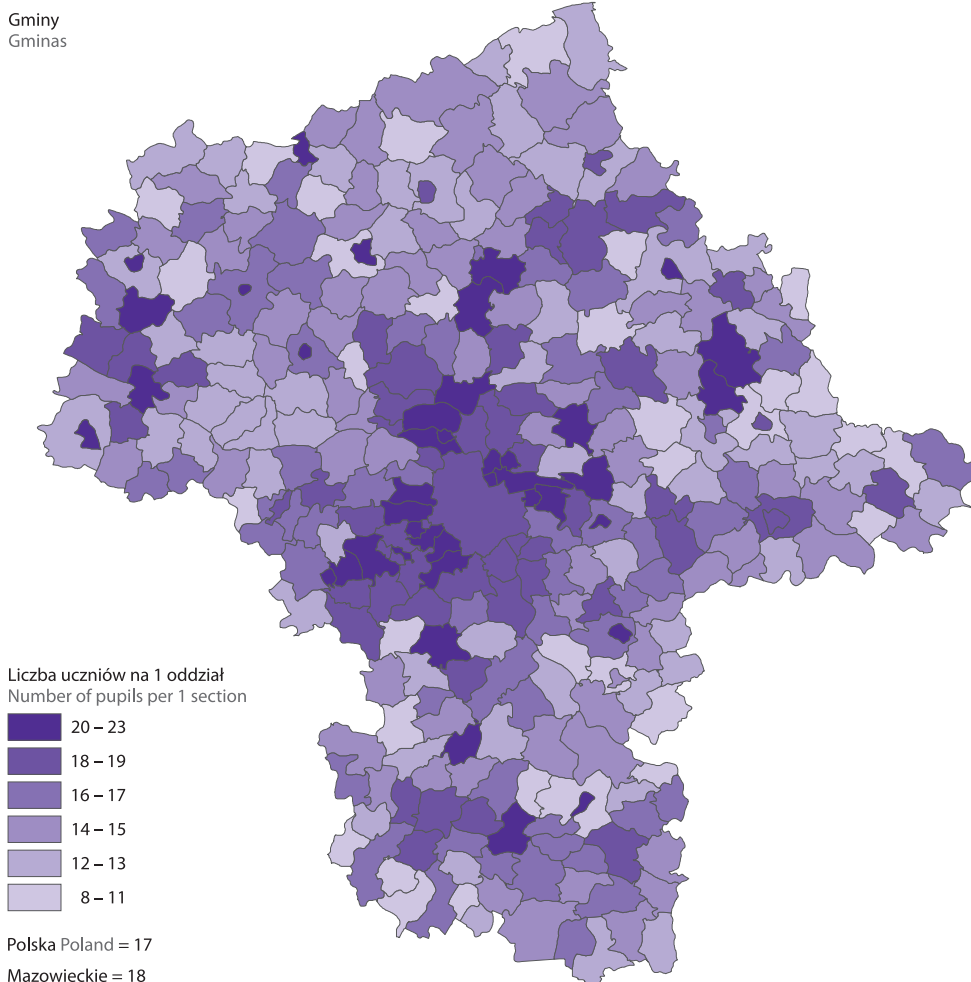 Gminy
Gminas
Liczba uczniów na 1 oddział
Number of pupils per 1 section
20 – 23
18 – 19
16 – 17
14 – 15
12 – 13
8 – 11
Polska Poland = 17
Mazowieckie = 18